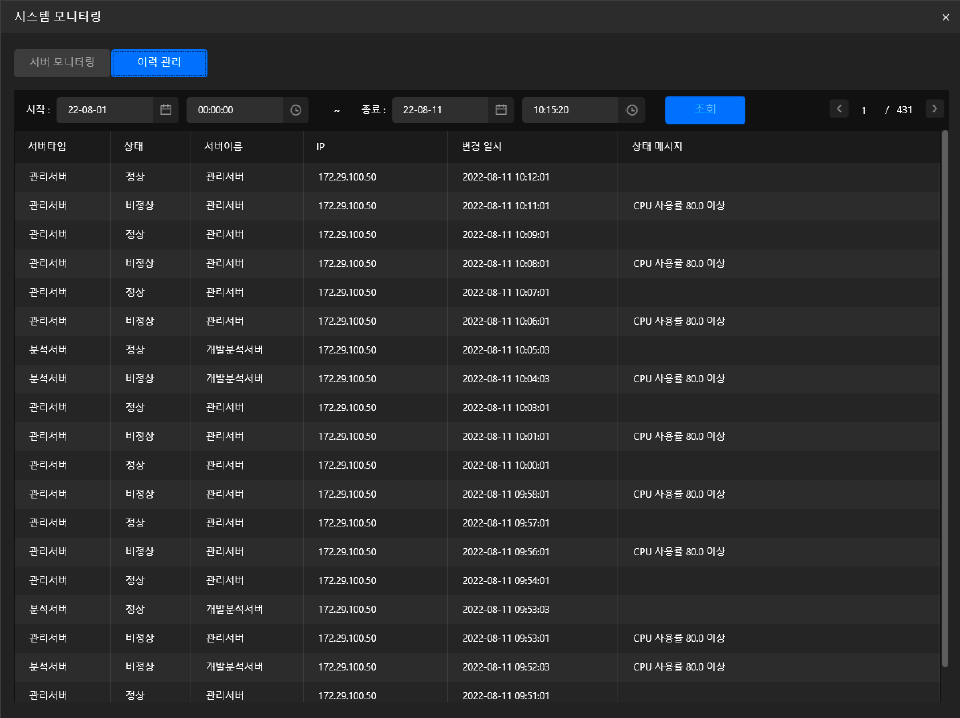 시스템 모니터링
서버 모니터링 이력 관리
시작 : 22-08-01 00:00:00 ~ 종료 : 22-08-11 10:15:20 조회 1 / 431
서버타입 상태 서버이름 IP 변경 일시 상태 메시지
관리서버 정상 관리서버 172.29.100.50 2022-08-11 10:12:01
관리서버 비정상 관리서버 172.29.100.50 2022-08-11 10:11:01 CPU 사용률 80.0 이상
관리서버 정상 관리서버 172.29.100.50 2022-08-11 10:09:01
관리서버 비정상 관리서버 172.29.100.50 2022-08-11 10:08:01 CPU 사용률 80.0 이상
관리서버 정상 관리서버 172.29.100.50 2022-08-11 10:07:01
관리서버 비정상 관리서버 172.29.100.50 2022-08-11 10:06:01 CPU 사용률 80.0 이상
분석서버 정상 개발분석서버 172.29.100.50 2022-08-11 10:05:03
분석서버 비정상 개발분석서버 172.29.100.50 2022-08-11 10:04:03 CPU 사용률 80.0 이상
관리서버 정상 관리서버 172.29.100.50 2022-08-11 10:03:01
관리서버 비정상 관리서버 172.29.100.50 2022-08-11 10:01:01 CPU 사용률 80.0 이상
관리서버 정상 관리서버 172.29.100.50 2022-08-11 10:00:01
관리서버 비정상 관리서버 172.29.100.50 2022-08-11 09:58:01 CPU 사용률 80.0 이상
관리서버 정상 관리서버 172.29.100.50 2022-08-11 09:57:01
관리서버 비정상 관리서버 172.29.100.50 2022-08-11 09:56:01 CPU 사용률 80.0 이상
관리서버 정상 관리서버 172.29.100.50 2022-08-11 09:54:01
분석서버 정상 개발분석서버 172.29.100.50 2022-08-11 09:53:03
관리서버 비정상 관리서버 172.29.100.50 2022-08-11 09:53:01 CPU 사용률 80.0 이상
분석서버 비정상 개발분석서버 172.29.100.50 2022-08-11 09:52:03 CPU 사용률 80.0 이상
관리서버 정상 관리서버 172.29.100.50 2022-08-11 09:51:01